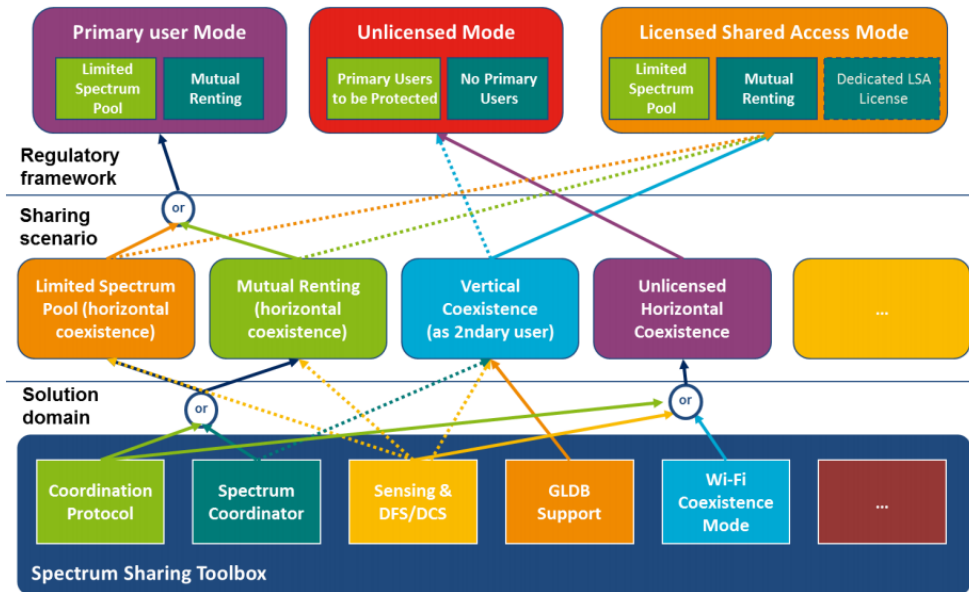 Primary user Mode
Limited
Spectrum
Pool
Mutual
Renting
Unlicensed Mode
Primary Users
to be Protected
No Primary
Users
Licensed Shared Access Mode
Limited
Spectrum
Pool
Mutual
Renting
Dedicated LSA
License
Regulatory
framework
or
Sharing
scenario
Limited Spectrum
Pool (horizontal
coexistence)
Mutual Renting
(horizontal
coexistence)
Vertical
Coexistence
(as 2ndary user)
Unlicensed
Horizontal
Coexistence
...
Solution
domain
or
or
Coordination
Protocol
Spectrum
Coordinator
Sensing &
DFS/DCS
GLDB
Support
Wi-Fi
Coexistence
Mode
...
Spectrum Sharing Toolbox